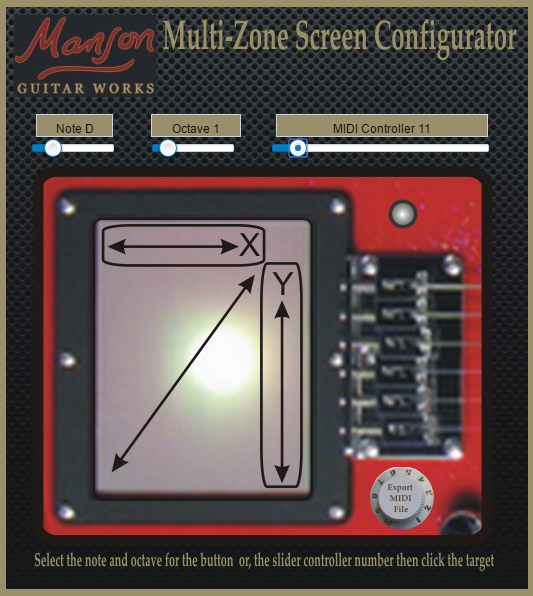 Manson
GUITAR WORKS
Multi-Zone Screen Configurator
Note D
Octave 1
MIDI Controller 11
X
Y
Export
MIDI
File
Select the note and octave for the button or, the slider controller number then click the target